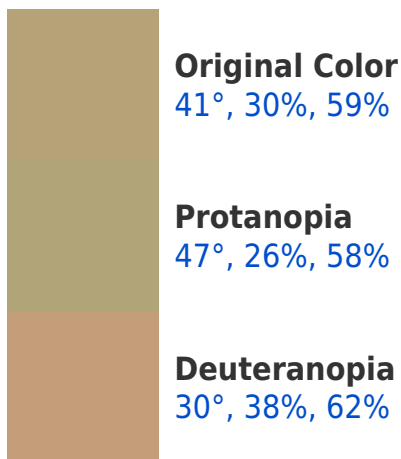 Original Color
41°, 30%, 59%
Protanopia
47°, 26%, 58%
Deuteranopia
30°, 38%, 62%